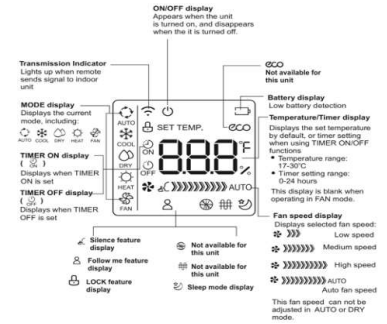 ON/OFF display
Appears when the unit
is turned on, and disappears
when the it is turned off.
Transmission Indicator
Lights up when remote
sends signal to indoor
unit
eco
Not available for
this unit
MODE display
Displays the current
mode, including:
AUTO COOL DRY HEAT FAN
Battery display
Low battery detection
TIMER ON display
( )
Displays when TIMER
ON is set
TIMER OFF display
( )
Displays when TIMER
OFF is set
AUTO
COOL
DRY
HEAT
FAN
SET TEMP.
eco
ON
OFF
88.8
°F
%
AUTO
Temperature/Timer display
Displays the set temperature
by default, or timer setting
when using TIMER ON/OFF
functions
• Temperature range:
17-30°C
• Timer setting range:
0-24 hours
This display is blank when
operating in FAN mode.
Fan speed display
Displays selected fan speed:
Low speed
Medium speed
High speed
AUTO
Auto fan speed
This fan speed can not be
adjusted in AUTO or DRY
mode.
Silence feature
display
Follow me feature
display
LOCK feature
display
Not available for
this unit
Not available for
this unit
Sleep mode display